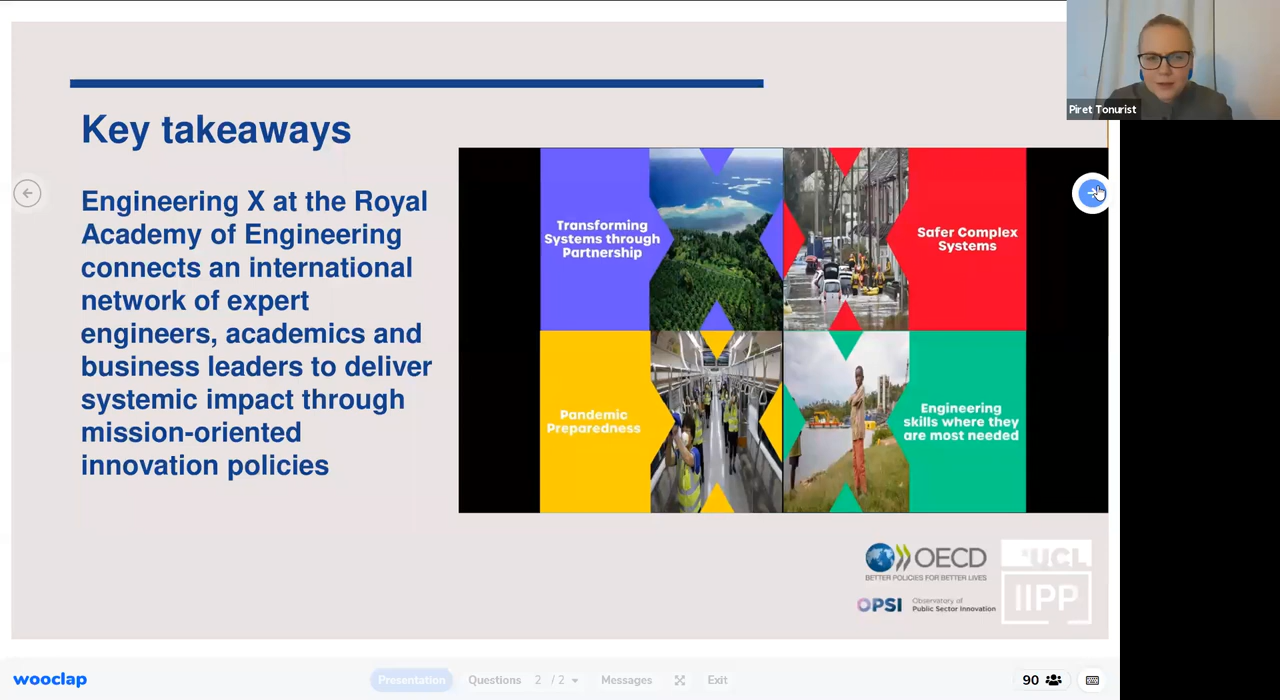 Piret Tonurist
Key takeaways
Engineering X at the Royal
Academy of Engineering
connects an international
network of expert
engineers, academics and
business leaders to deliver
systemic impact through
mission-oriented
innovation policies
Transforming
Systems through
Partnership
Safer Complex
Systems
Pandemic
Preparedness
Engineering
skills where they
are most needed
OECD
BETTER POLICIES FOR BETTER LIVES
OPSI
Observatory of
Public Sector Innovation
UCL
IIPP
wooclap
Presentation
Questions 2 / 2
Messages
Exit
90